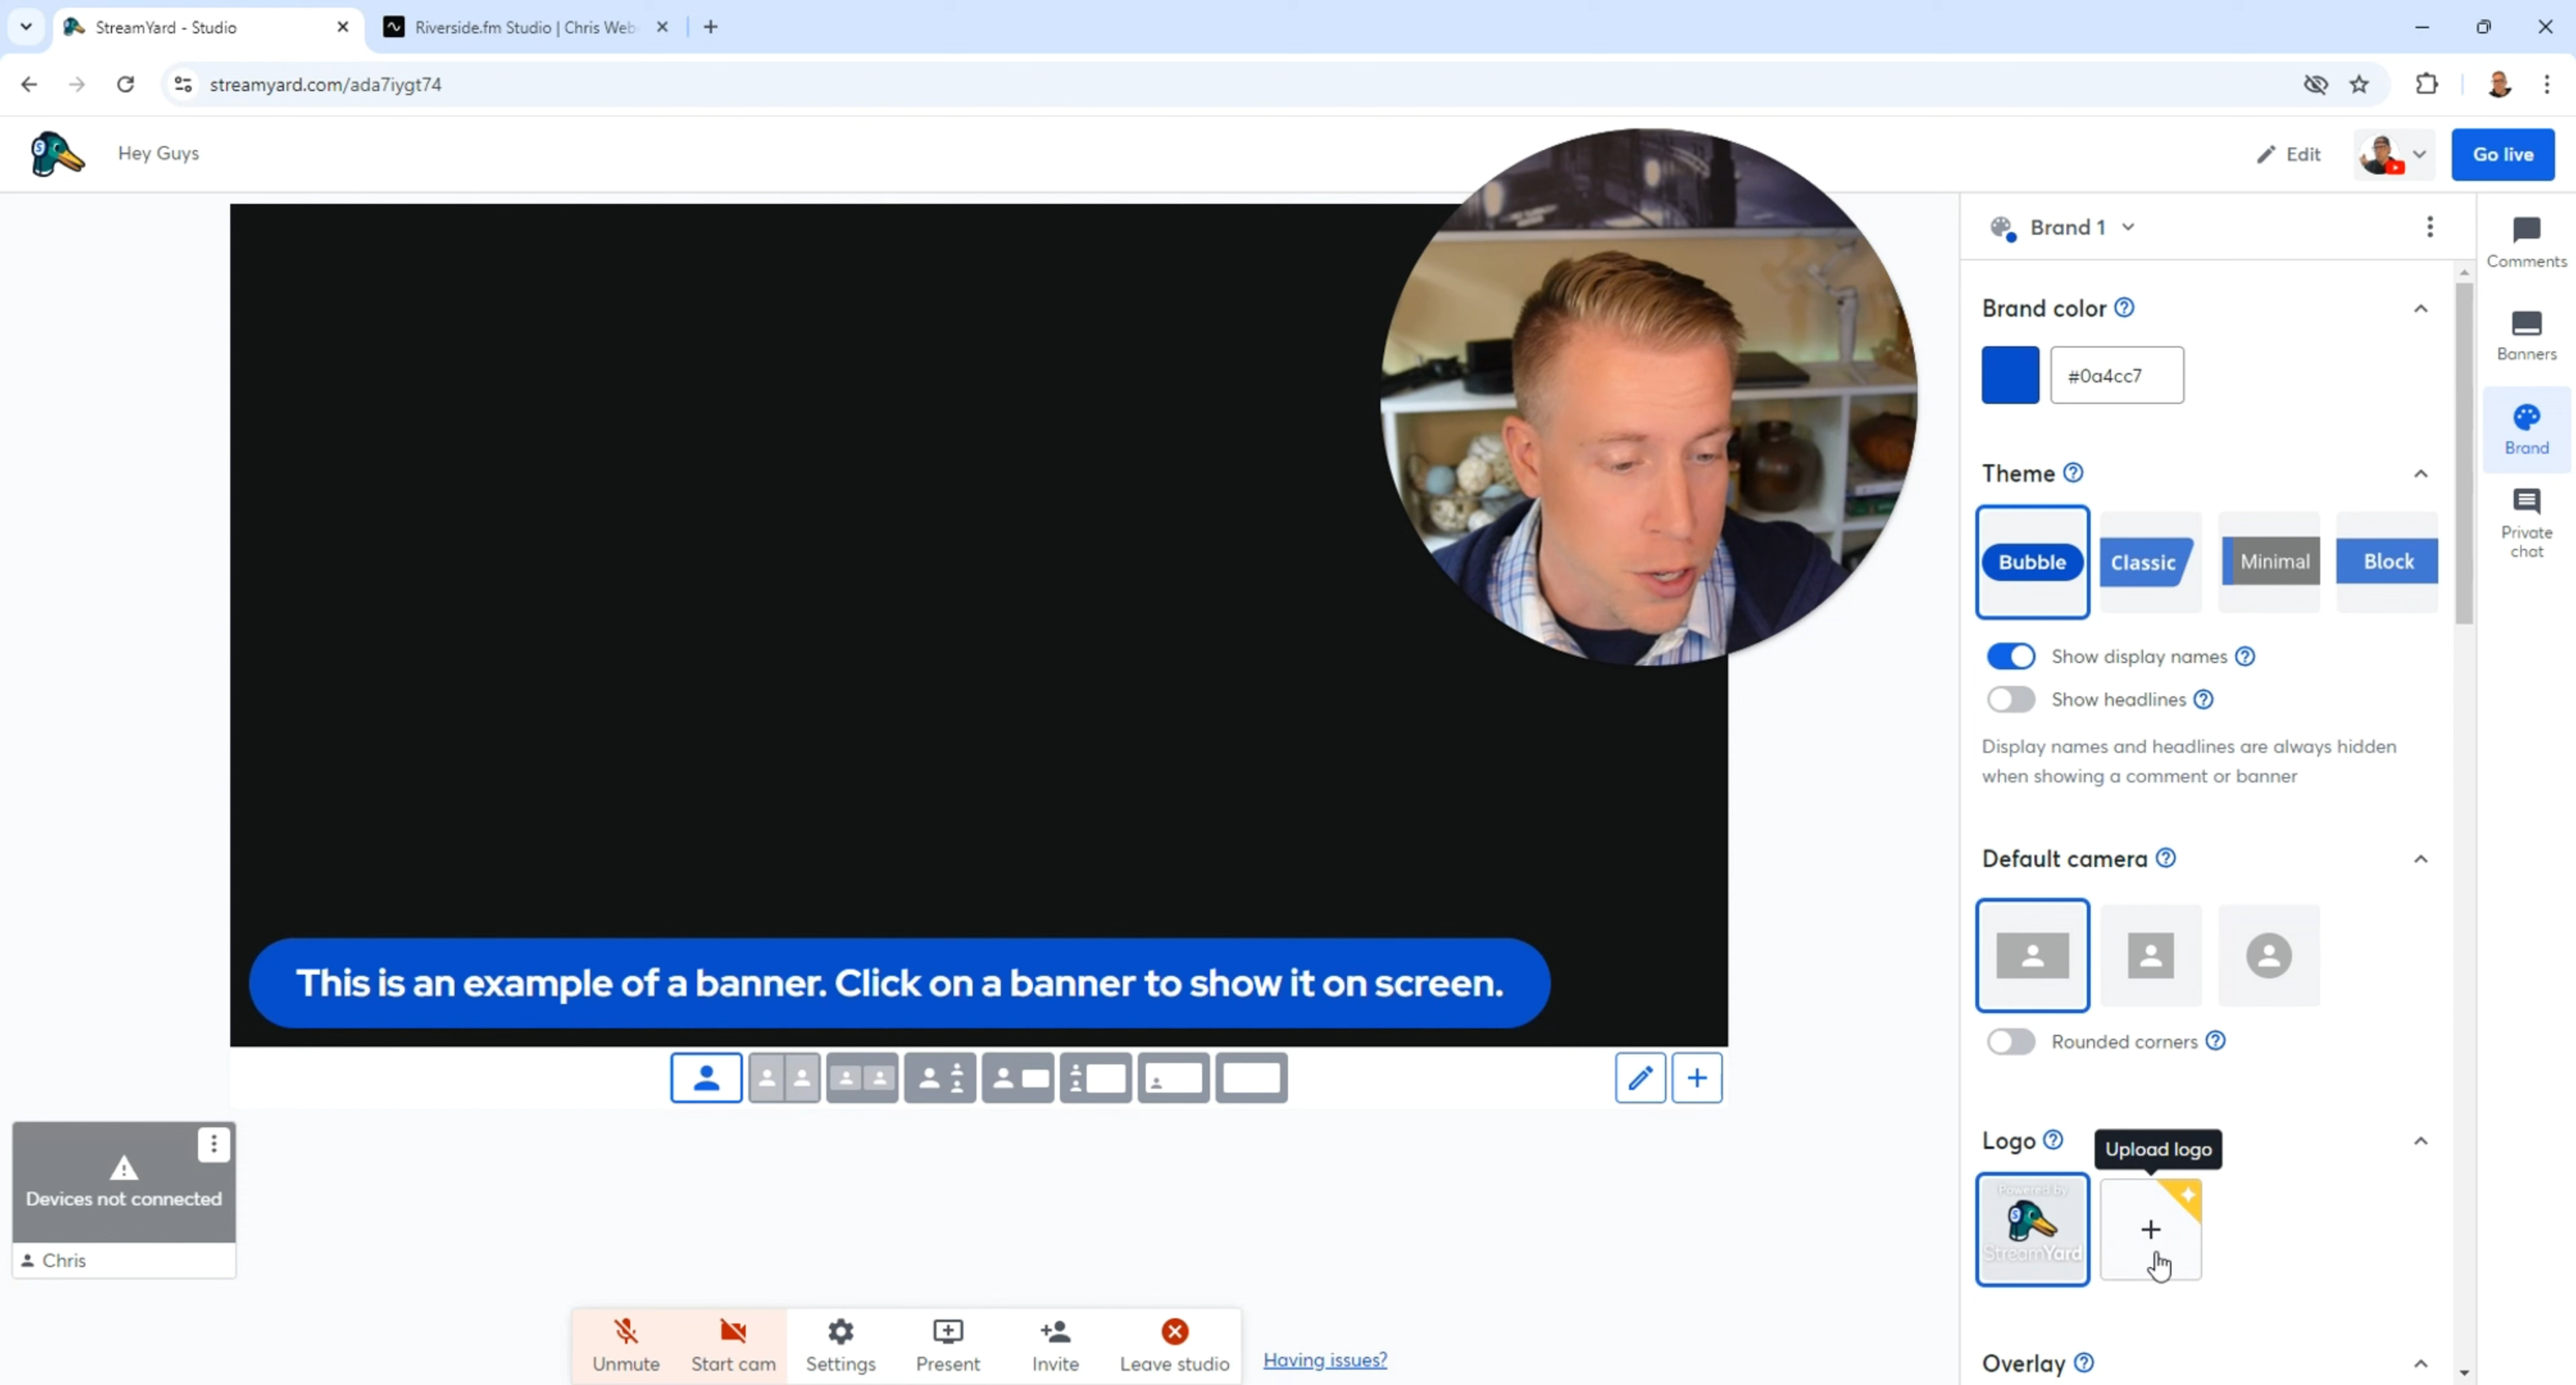 StreamYard - Studio
Riverside.fm Studio | Chris Web
streamyard.com/ada7iygt74
Hey Guys
Edit
Go live
Brand 1
Comments
Brand color
#0a4cc7
Banners
Brand
Theme
Bubble
Classic
Minimal
Block
Private
chat
Show display names
Show headlines
Display names and headlines are always hidden
when showing a comment or banner
Default camera
This is an example of a banner. Click on a banner to show it on screen.
Rounded corners
Logo
Upload logo
Powered by
StreamYard
Devices not connected
Chris
Unmute
Start cam
Settings
Present
Invite
Leave studio
Having issues?
Overlay